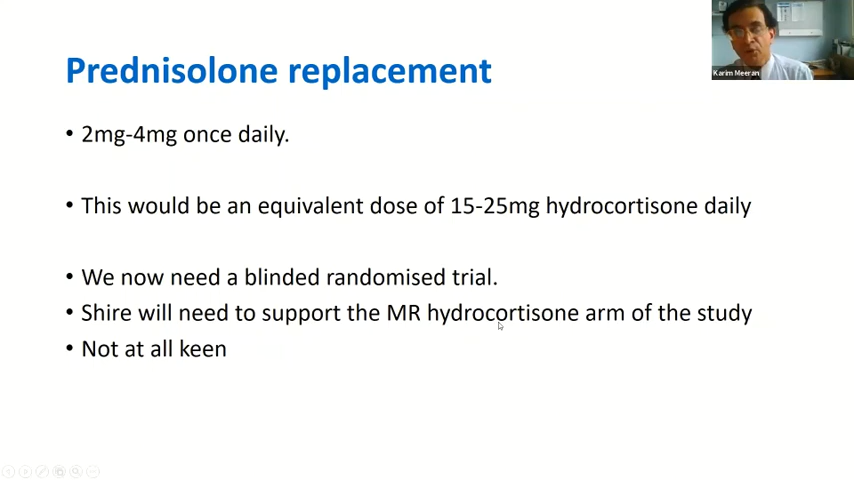 Karim Meeran
Prednisolone replacement
• 2mg-4mg once daily.
• This would be an equivalent dose of 15-25mg hydrocortisone daily
• We now need a blinded randomised trial.
• Shire will need to support the MR hydrocortisone arm of the study
• Not at all keen